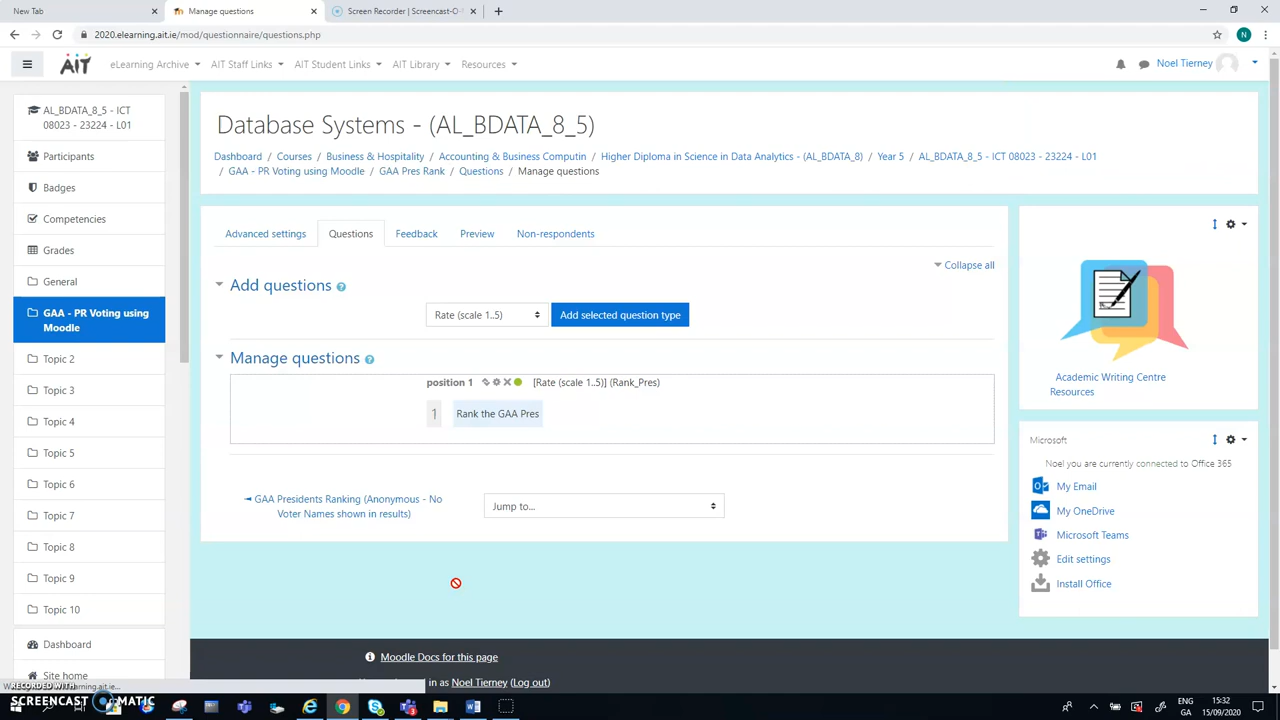 New Tab
Manage questions
Screen Recorder | Screencast-O-
2020.elearning.ait.ie/mod/questionnaire/questions.php
N
AIT
eLearning Archive
AIT Staff Links
AIT Student Links
AIT Library
Resources
Noel Tierney
AL_BDATA_8_5 - ICT
08023 - 23224 - L01
Participants
Badges
Competencies
Grades
General
GAA - PR Voting using
Moodle
Topic 2
Topic 3
Topic 4
Topic 5
Topic 6
Topic 7
Topic 8
Topic 9
Topic 10
Dashboard
Site home
Database Systems - (AL_BDATA_8_5)
Dashboard / Courses / Business & Hospitality / Accounting & Business Computin / Higher Diploma in Science in Data Analytics - (AL_BDATA_8) / Year 5 / AL_BDATA_8_5 - ICT 08023 - 23224 - L01
/ GAA - PR Voting using Moodle / GAA Pres Rank / Questions / Manage questions
Advanced settings
Questions
Feedback
Preview
Non-respondents
Collapse all
Add questions
Rate (scale 1..5)
Add selected question type
Manage questions
position 1 [Rate (scale 1..5)] (Rank_Pres)
1 Rank the GAA Pres
◄ GAA Presidents Ranking (Anonymous - No
Voter Names shown in results)
Jump to...
Academic Writing Centre
Resources
Microsoft
Noel you are currently connected to Office 365
My Email
My OneDrive
Microsoft Teams
Edit settings
Install Office
Moodle Docs for this page
in as Noel Tierney (Log out)
RECORDED WITH
SCREENCAST MATIC
ENG
GA
15:32
15/09/2020